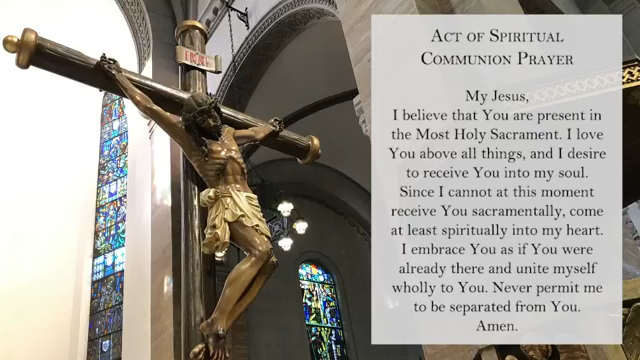 INRI
ACT OF SPIRITUAL
COMMUNION PRAYER
My Jesus,
I believe that You are present in
the Most Holy Sacrament. I love
You above all things, and I desire
to receive You into my soul.
Since I cannot at this moment
receive You sacramentally, come
at least spiritually into my heart.
I embrace You as if You were
already there and unite myself
wholly to You. Never permit me
to be separated from You.
Amen.